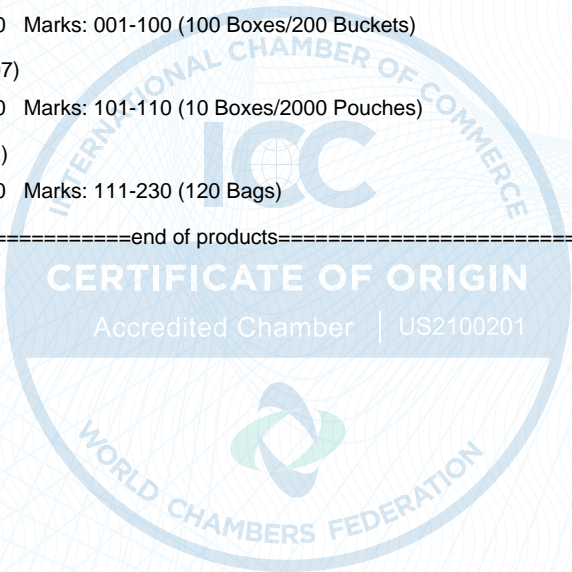 0 Marks: 001-100 (100 Boxes/200 Buckets)
7)
0 Marks: 101-110 (10 Boxes/2000 Pouches)
)
0 Marks: 111-230 (120 Bags)
===========end of products========================
INTERNATIONAL CHAMBER OF COMMERCE
ICC
CERTIFICATE OF ORIGIN
Accredited Chamber | US2100201
WORLD CHAMBERS FEDERATION